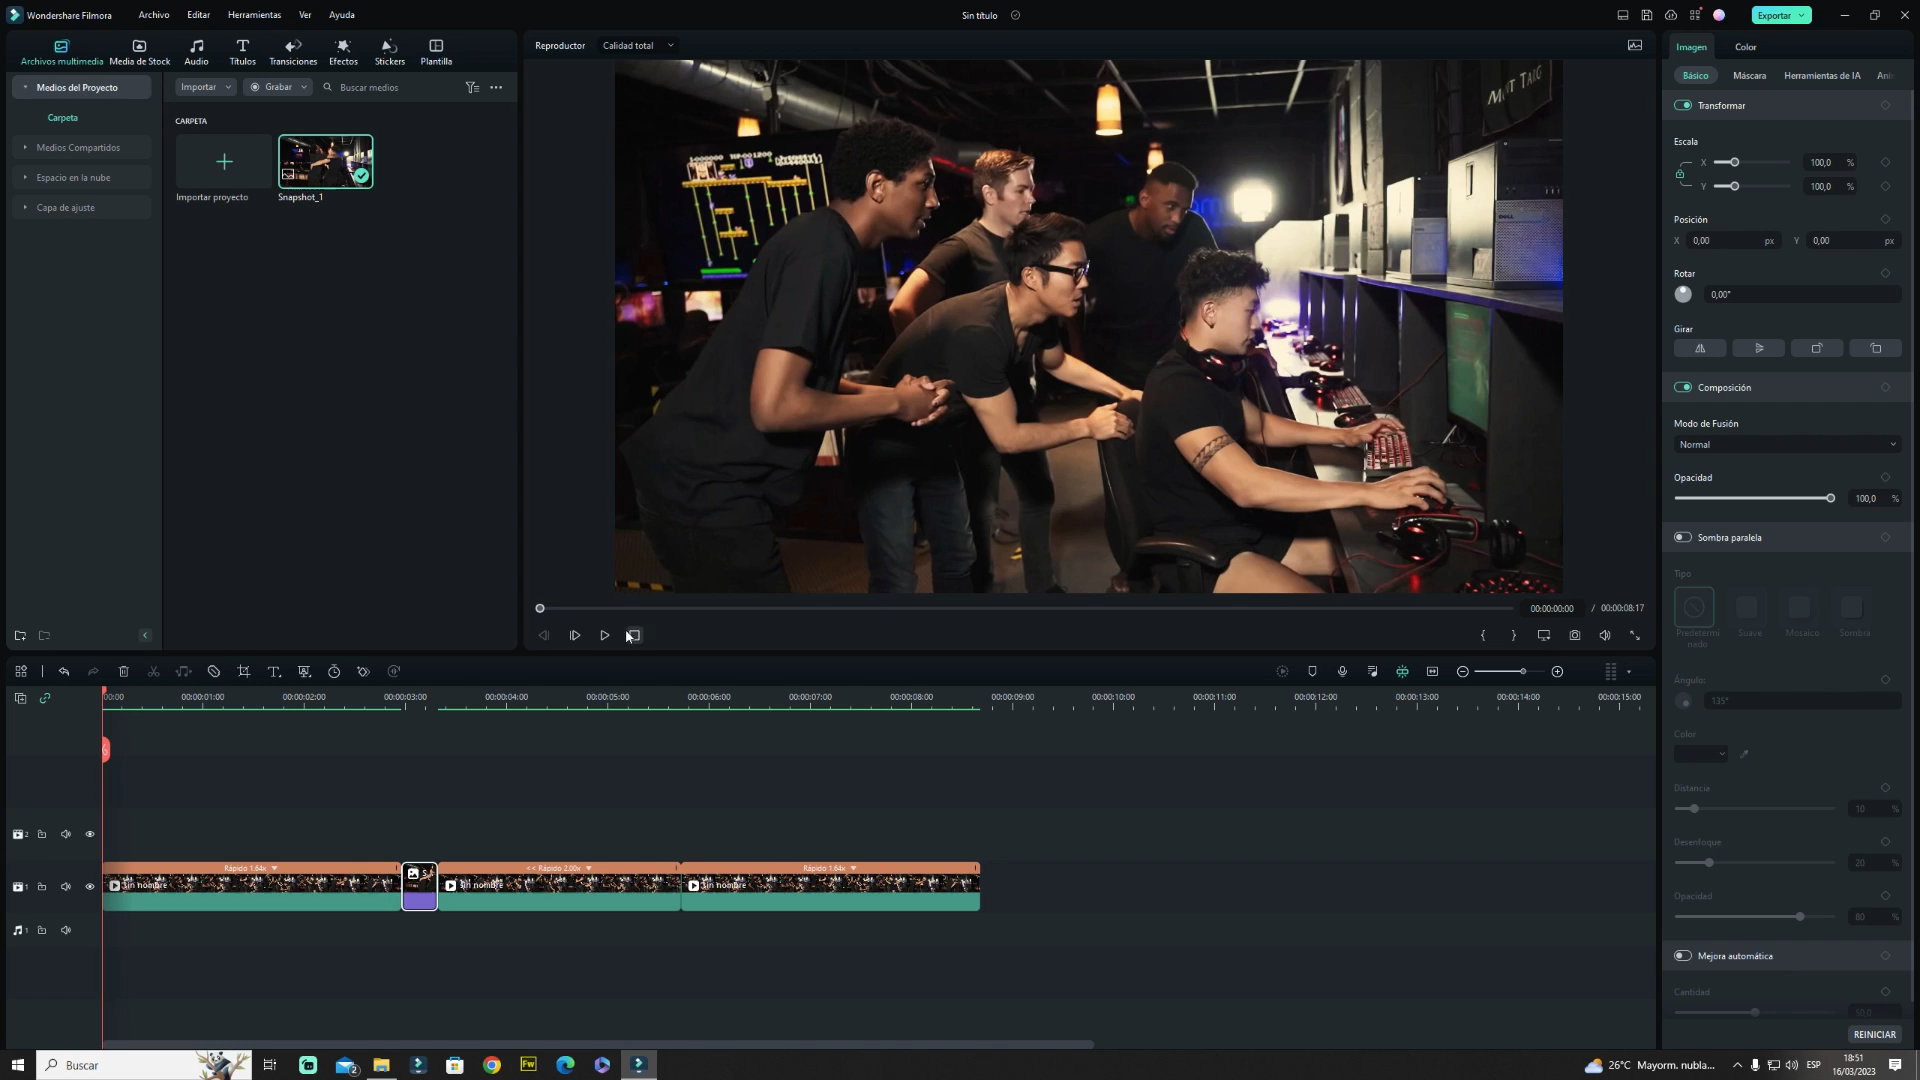 Wondershare Filmora
Archivo
Editar
Herramientas
Ver
Ayuda
Sin título
Exportar
Archivos multimedia
Media de Stock
Audio
Títulos
Transiciones
Efectos
Stickers
Plantilla
Medios del Proyecto
Carpeta
Medios Compartidos
Espacio en la nube
Capa de ajuste
Importar
Grabar
Buscar medios
CARPETA
Importar proyecto
Snapshot_1
Reproductor
Calidad total
DELL
00:00:00:00 / 00:00:08:17
Imagen
Color
Básico
Máscara
Herramientas de IA
Ani
Transformar
Escala
X 100,0 %
Y 100,0 %
Posición
X 0,00 px Y 0,00 px
Rotar
0,00°
Girar
Composición
Modo de Fusión
Normal
Opacidad
100,0 %
Sombra paralela
Tipo
Predetermi
nado
Suave
Mosaico
Sombra
Ángulo:
135°
Color
Distancia
10 %
Desenfoque
20 %
Opacidad
80 %
Mejora automática
Cantidad
50,0
REINICIAR
00:00 00:00:01:00 00:00:02:00 00:00:03:00 00:00:04:00 00:00:05:00 00:00:06:00 00:00:07:00 00:00:08:00 00:00:09:00 00:00:10:00 00:00:11:00 00:00:12:00 00:00:13:00 00:00:14:00 00:00:15:00
2
1
Rápido 1.64x
Sin nombre
S
<< Rápido 2.00x
Sin nombre
Rápido 1.64x
Sin nombre
1
Buscar
2
Fw
26°C Mayorm. nubla...
ESP
18:51
16/03/2023